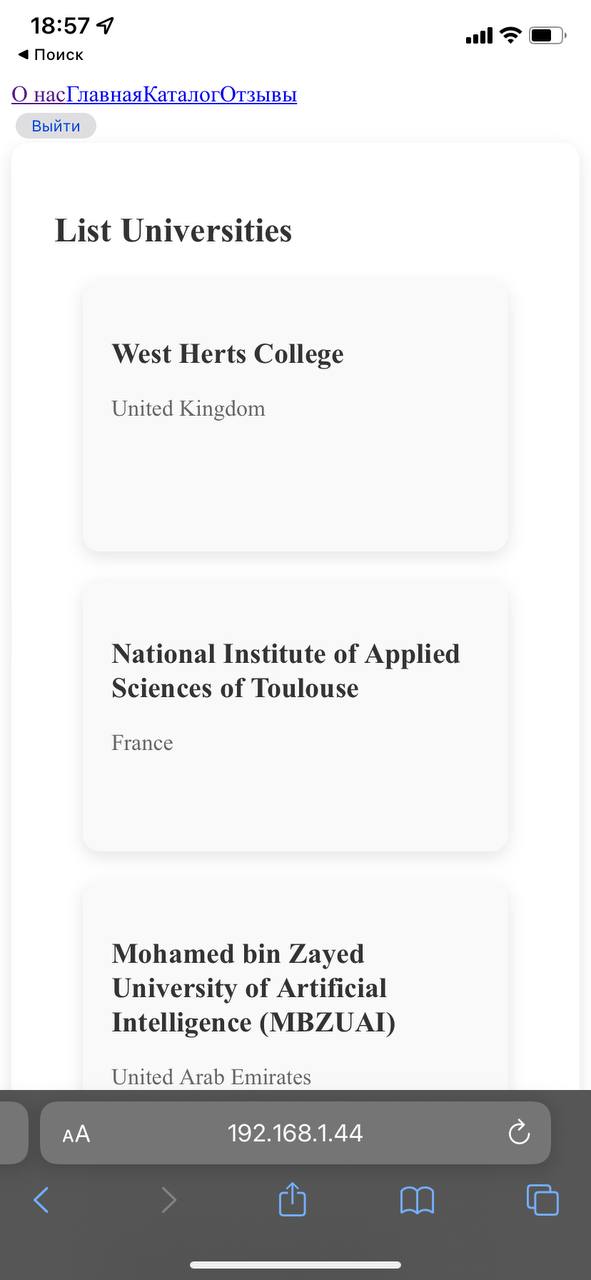 18:57
◀ Поиск
О насГлавнаяКаталогОтзывы
Выйти
List Universities
West Herts College
United Kingdom
National Institute of Applied
Sciences of Toulouse
France
Mohamed bin Zayed
University of Artificial
Intelligence (MBZUAI)
United Arab Emirates
AA 192.168.1.44